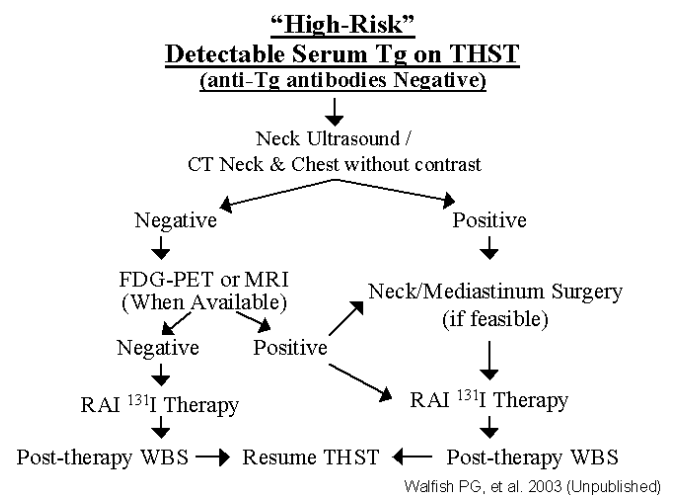 “High-Risk”
Detectable Serum Tg on THST
(anti-Tg antibodies Negative)
Neck Ultrasound /
CT Neck & Chest without contrast
Negative
Positive
FDG-PET or MRI
(When Available)
Neck/Mediastinum Surgery
(if feasible)
Negative
Positive
RAI ¹³¹I Therapy
RAI ¹³¹I Therapy
Post-therapy WBS
Resume THST
Post-therapy WBS
Walfish PG, et al. 2003 (Unpublished)